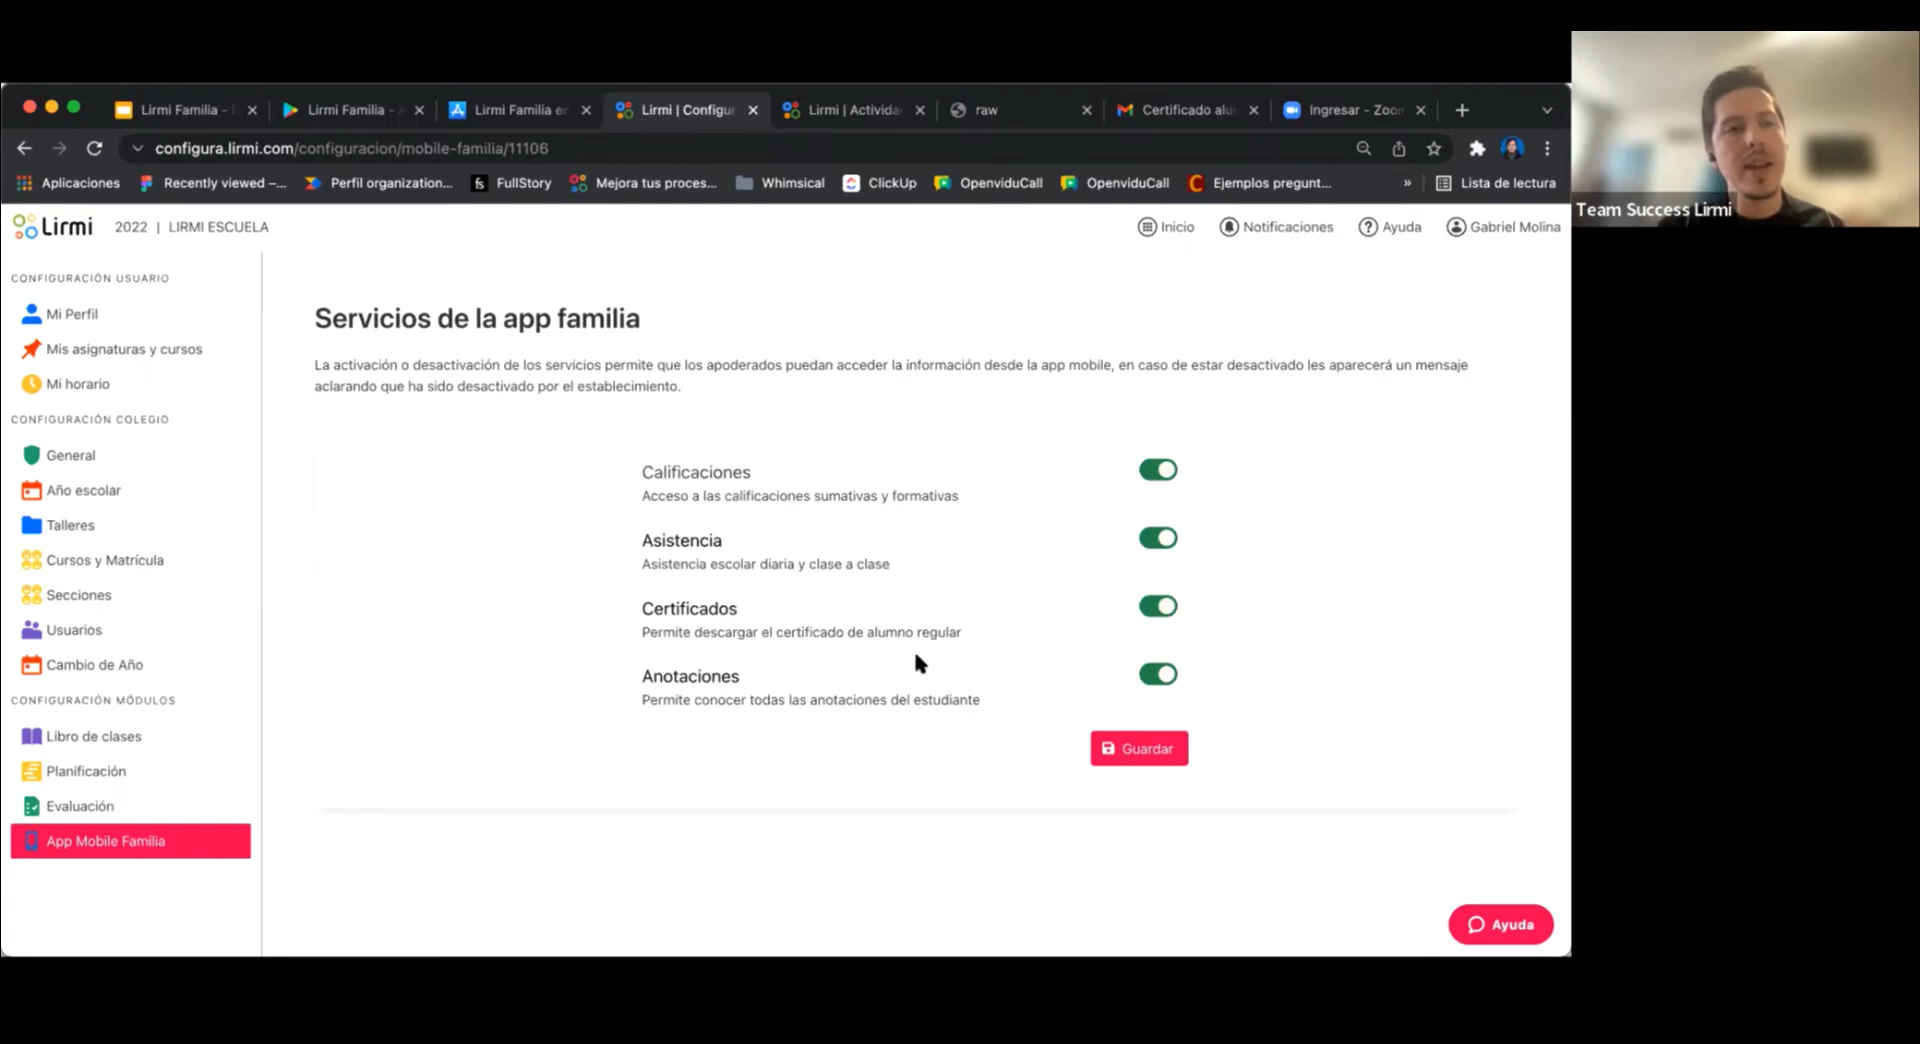 Lirmi Familia -
Lirmi Familia -
Lirmi Familia en
Lirmi | Configur
Lirmi | Activida
raw
Certificado alu
Ingresar - Zoom
configura.lirmi.com/configuracion/mobile-familia/11106
Aplicaciones
Recently viewed –...
Perfil organization...
fs FullStory
Mejora tus proces...
Whimsical
ClickUp
OpenviduCall
OpenviduCall
Ejemplos pregunt...
»
Lista de lectura
Team Success Lirmi
Lirmi 2022 | LIRMI ESCUELA
Inicio
Notificaciones
Ayuda
Gabriel Molina
CONFIGURACIÓN USUARIO
Mi Perfil
Mis asignaturas y cursos
Mi horario
CONFIGURACIÓN COLEGIO
General
Año escolar
Talleres
Cursos y Matrícula
Secciones
Usuarios
Cambio de Año
CONFIGURACIÓN MÓDULOS
Libro de clases
Planificación
Evaluación
App Mobile Familia
Servicios de la app familia
La activación o desactivación de los servicios permite que los apoderados puedan acceder la información desde la app mobile, en caso de estar desactivado les aparecerá un mensaje
aclarando que ha sido desactivado por el establecimiento.
Calificaciones
Acceso a las calificaciones sumativas y formativas
Asistencia
Asistencia escolar diaria y clase a clase
Certificados
Permite descargar el certificado de alumno regular
Anotaciones
Permite conocer todas las anotaciones del estudiante
Guardar
Ayuda